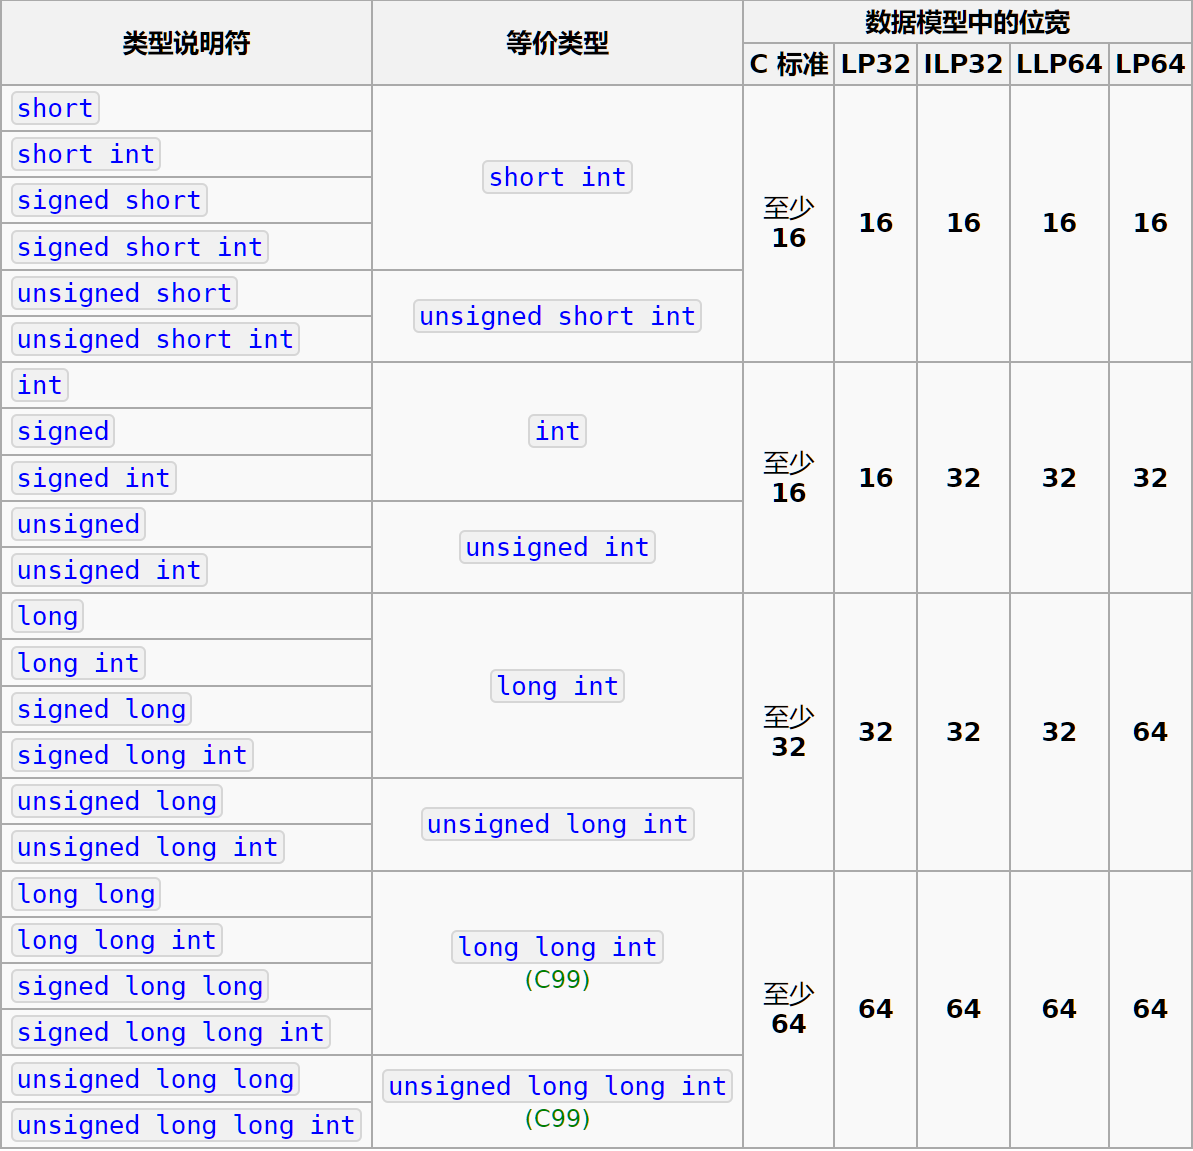 类型说明符
等价类型
数据模型中的位宽
C 标准 LP32 ILP32 LLP64 LP64
short
short int
signed short
signed short int
short int
unsigned short
unsigned short int
unsigned short int
至少
16
16
16
16
16
int
signed
signed int
int
unsigned
unsigned int
unsigned int
至少
16
16
32
32
32
long
long int
signed long
signed long int
long int
unsigned long
unsigned long int
unsigned long int
至少
32
32
32
32
64
long long
long long int
signed long long
signed long long int
long long int
(C99)
unsigned long long
unsigned long long int
unsigned long long int
(C99)
至少
64
64
64
64
64